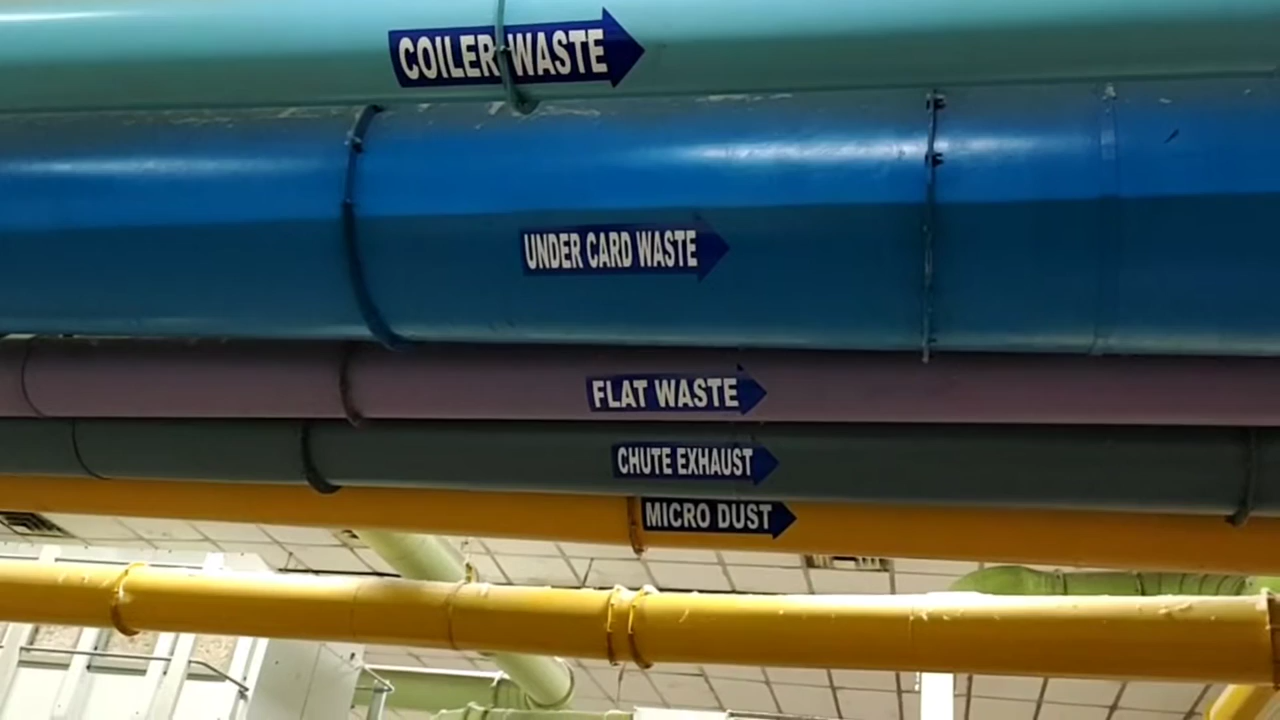 COILER WASTE
UNDER CARD WASTE
FLAT WASTE
CHUTE EXHAUST
MICRO DUST